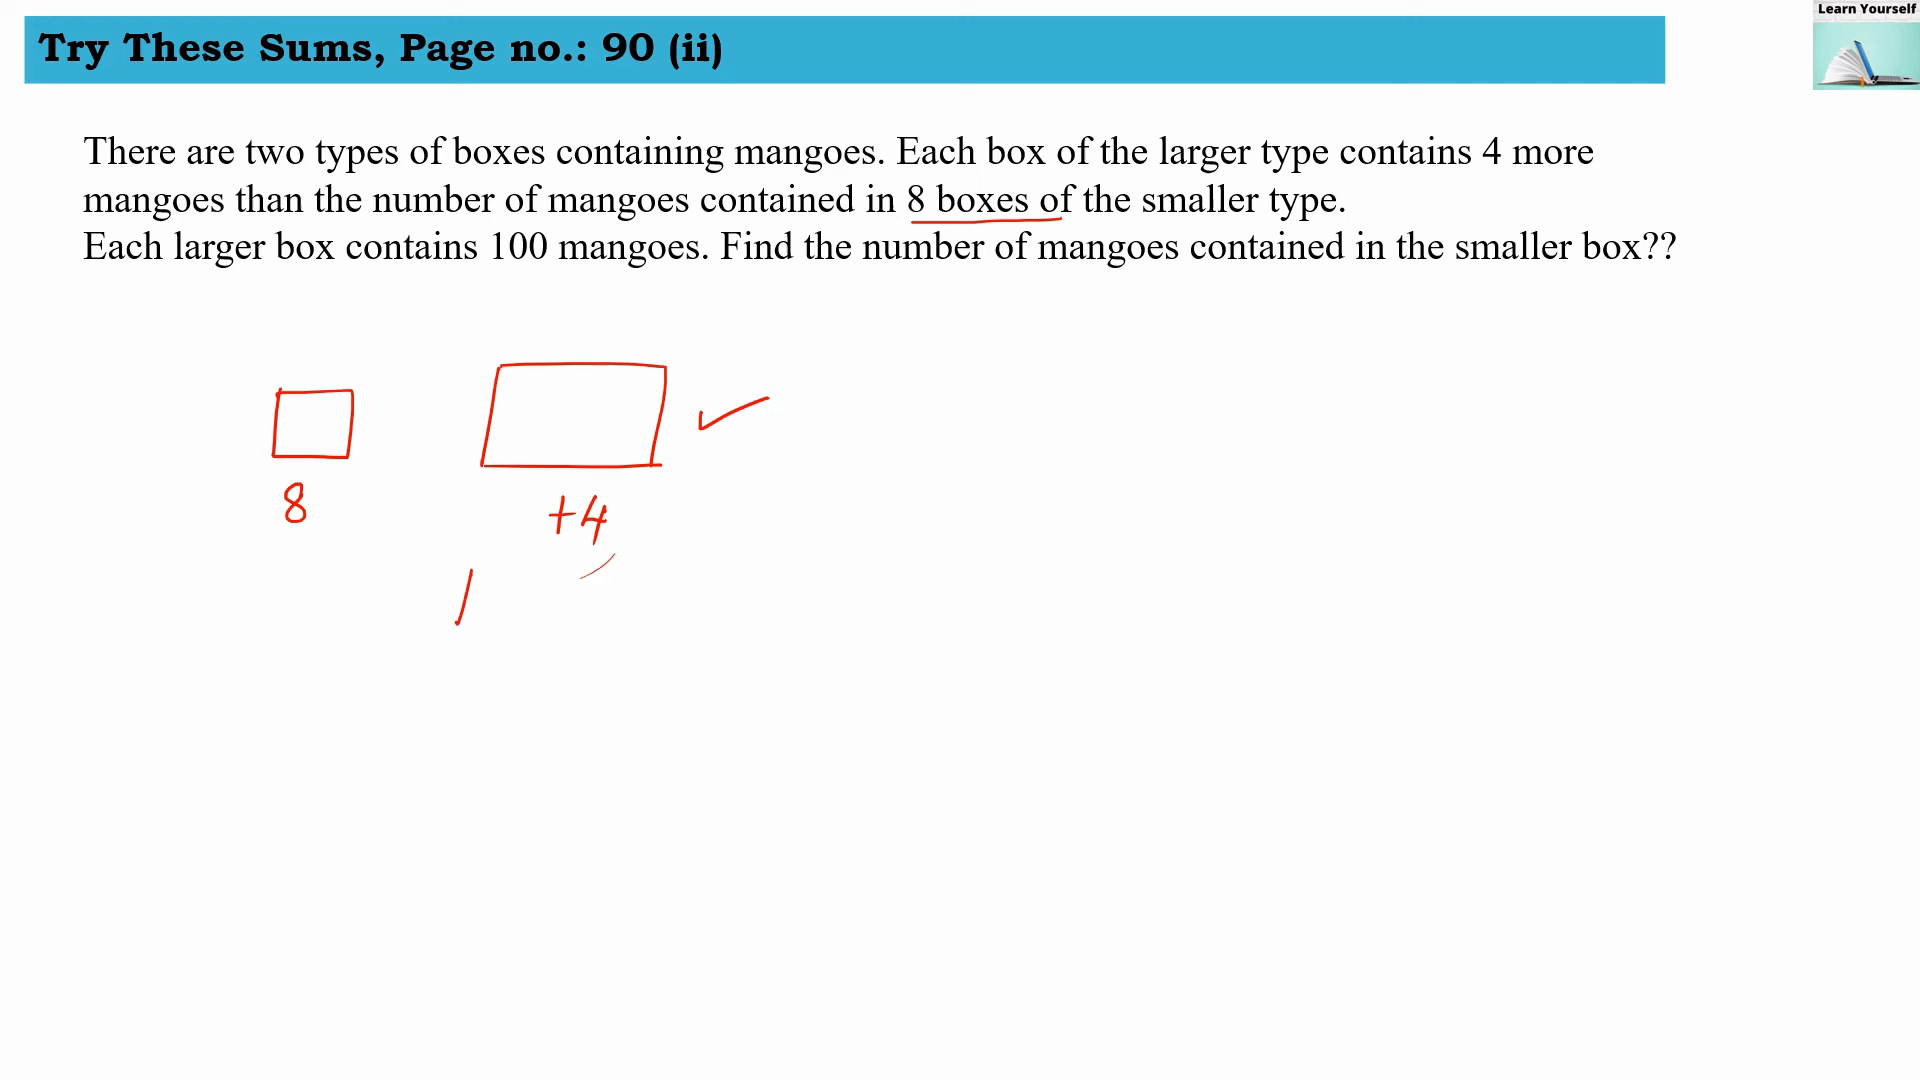 Learn Yourself
Try These Sums, Page no.: 90 (ii)
There are two types of boxes containing mangoes. Each box of the larger type contains 4 more
mangoes than the number of mangoes contained in 8 boxes of the smaller type.
Each larger box contains 100 mangoes. Find the number of mangoes contained in the smaller box??
8
+4